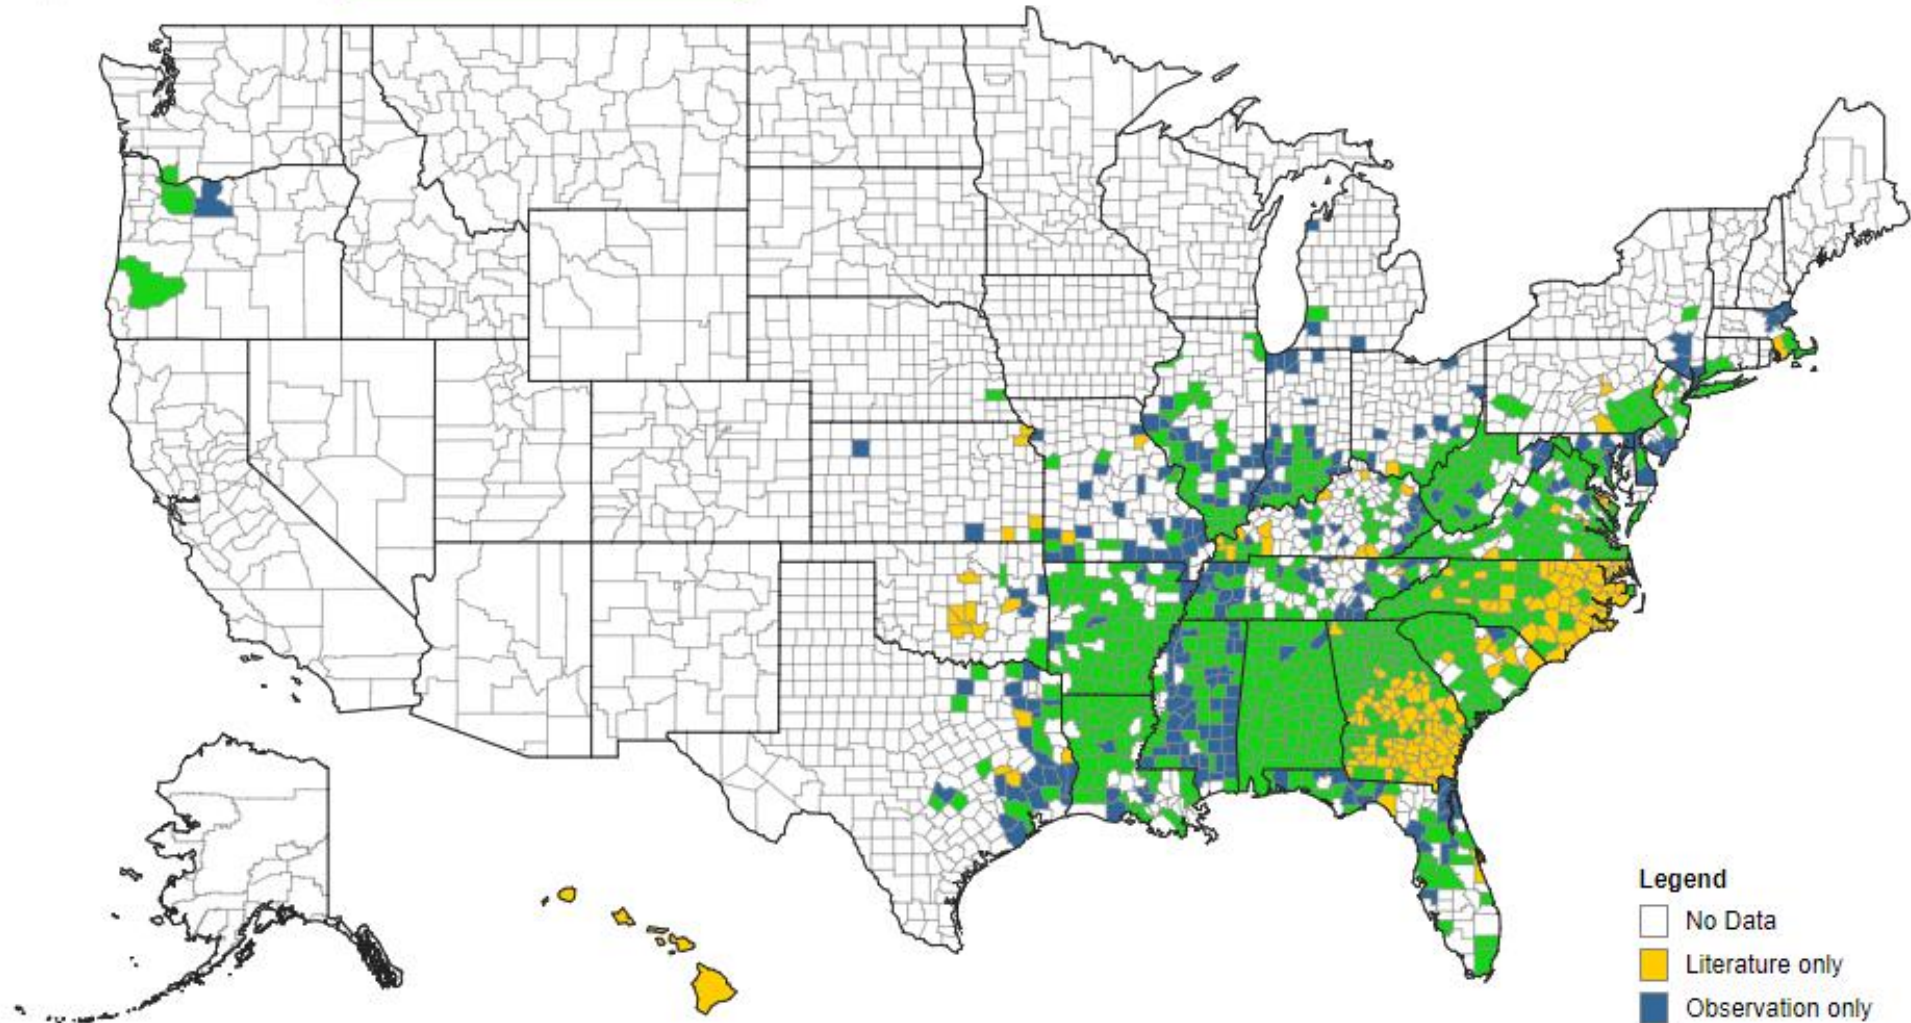 Legend
No Data
Literature only
Observation only